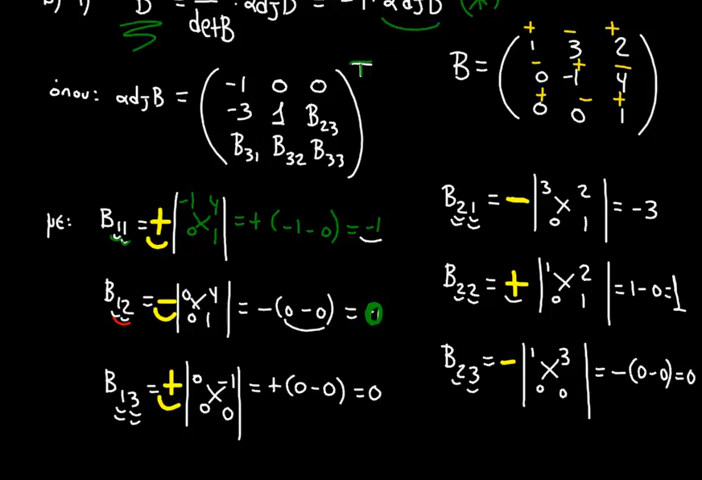 detB
όπου: adjB = ( -1 0 0 ; -3 1 B₂₃ ; B₃₁ B₃₂ B₃₃ )ᵀ
B = ( 1 3 2 ; 0 -1 4 ; 0 0 1 )
+ - +
- + -
+ - +
με: B₁₁ = + | -1 4 ; 0 1 | = + (-1-0) = -1
B₁₂ = - | 0 4 ; 0 1 | = -(0-0) =
B₁₃ = + | 0 -1 ; 0 0 | = +(0-0) = 0
B₂₁ = - | 3 2 ; 0 1 | = -3
B₂₂ = + | 1 2 ; 0 1 | = 1-0 = 1
B₂₃ = - | 1 3 ; 0 0 | = -(0-0) = 0